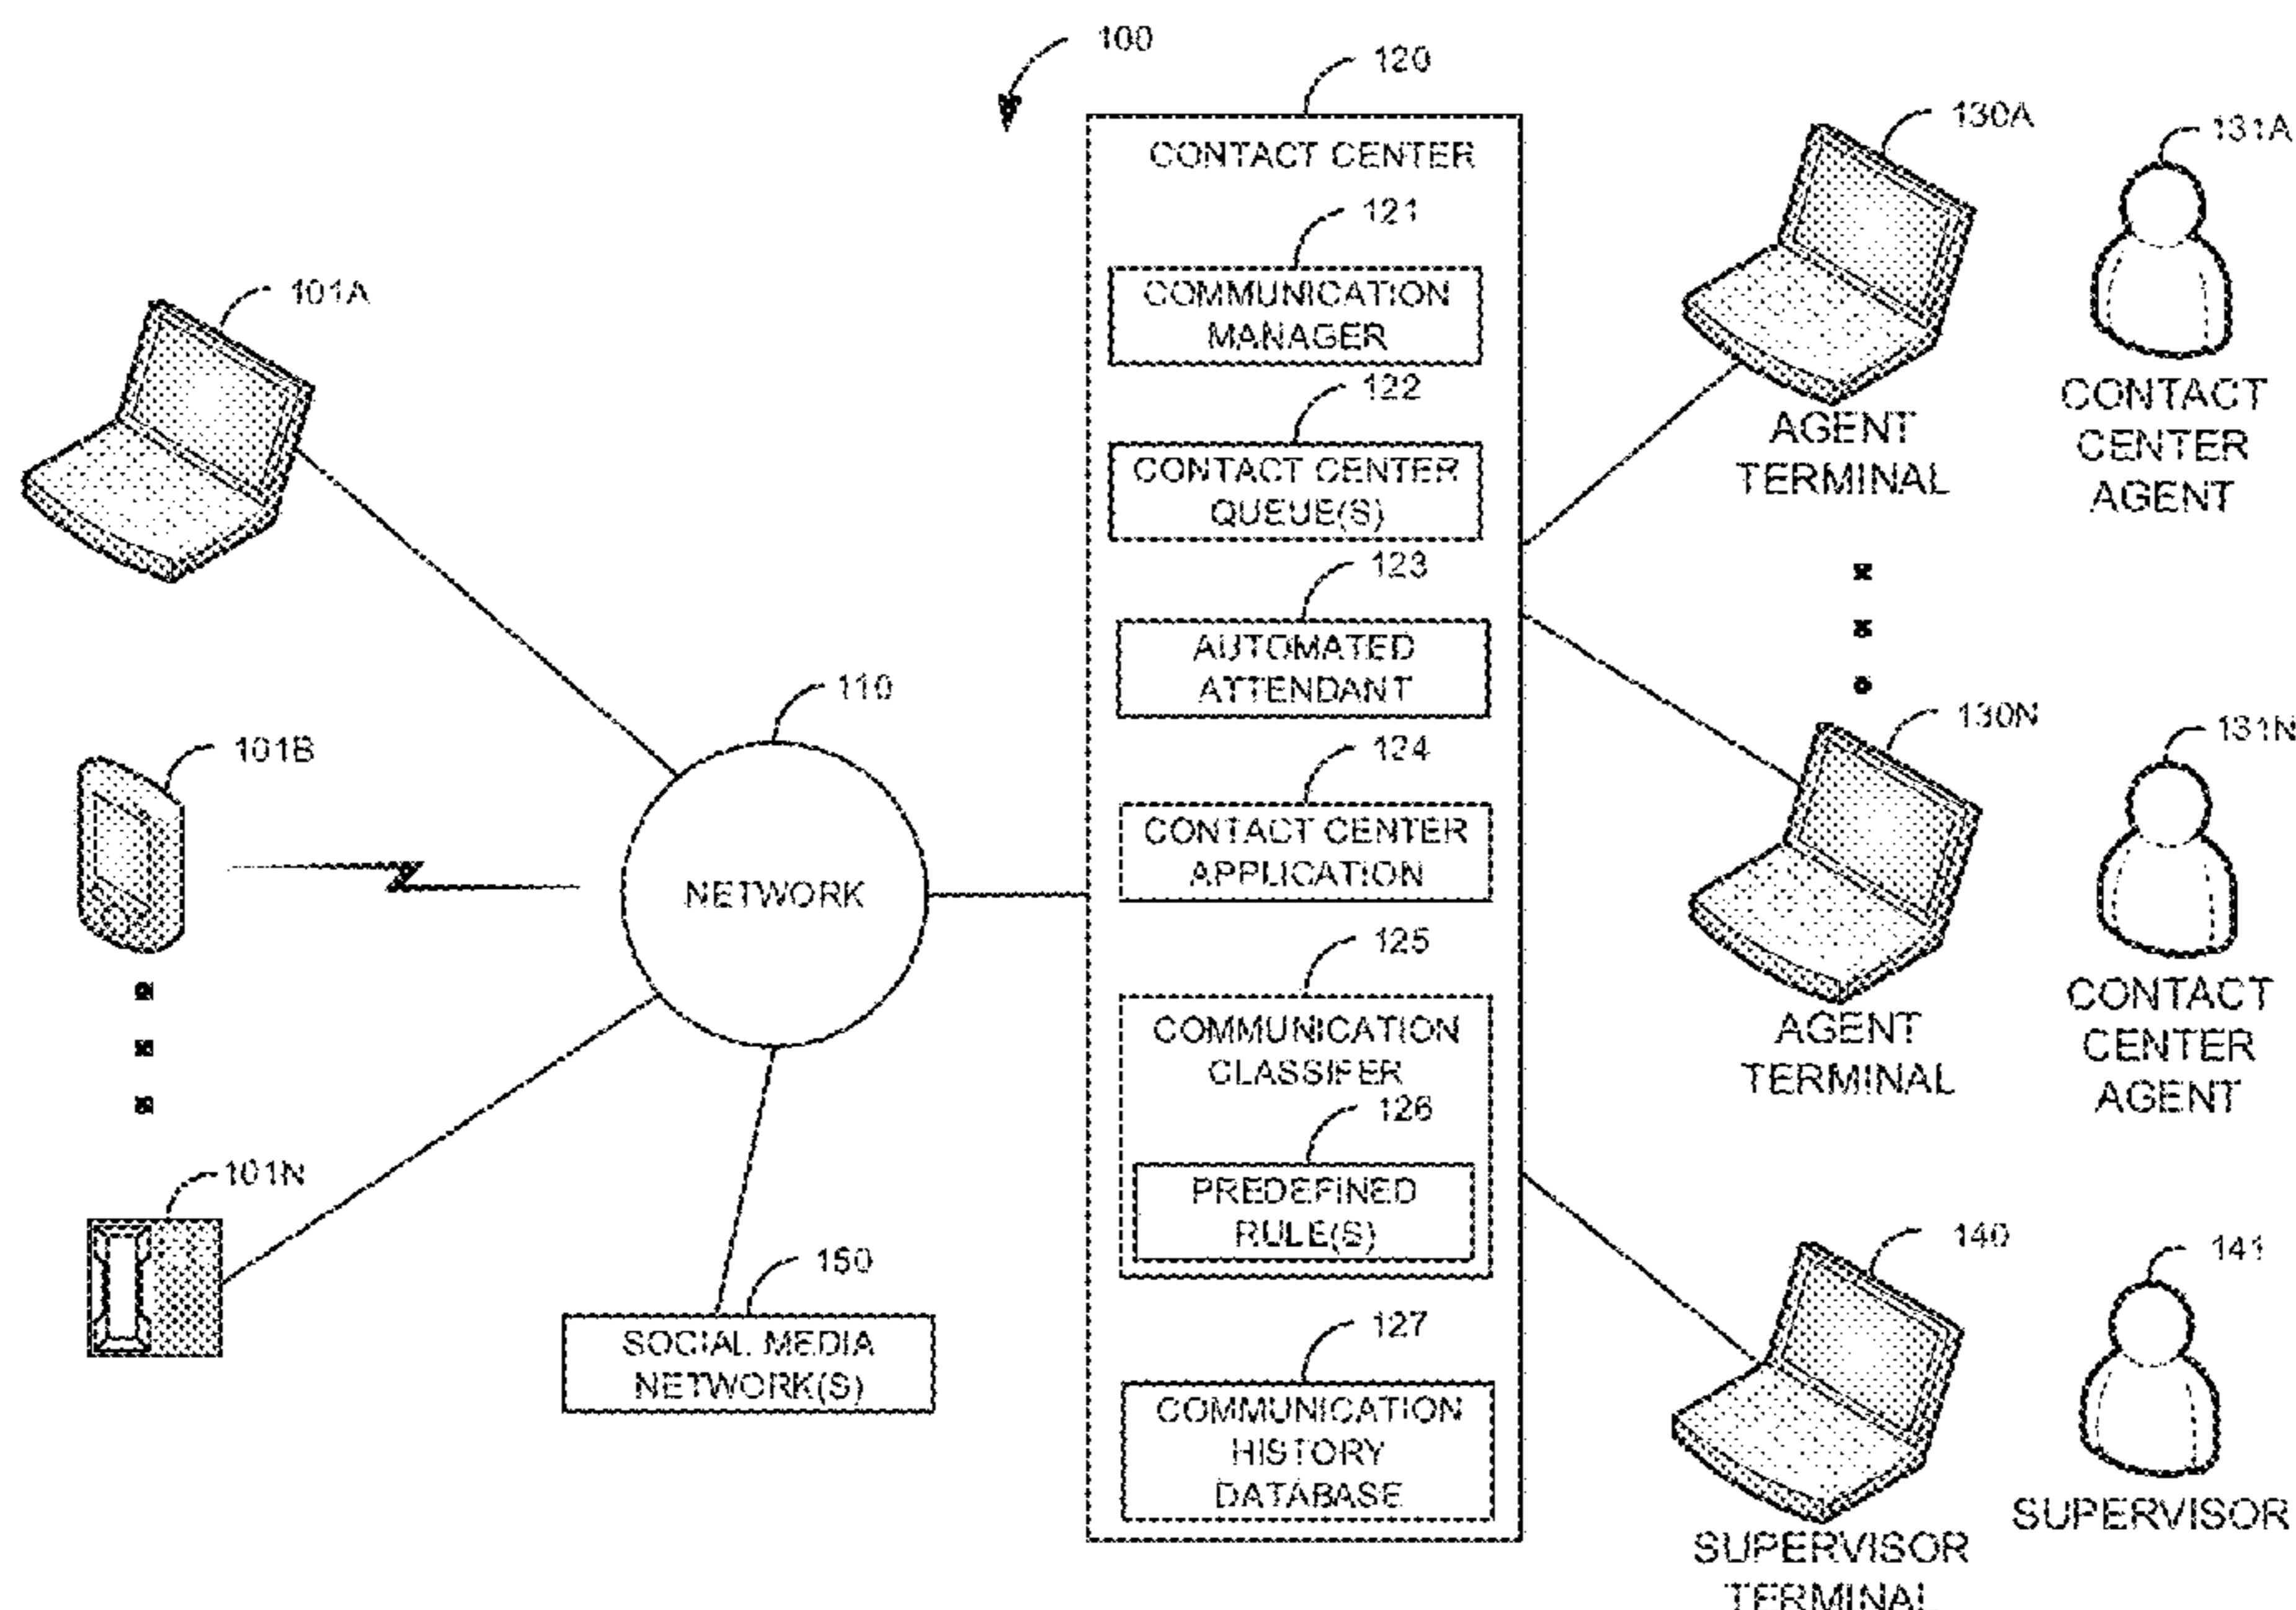 100
120
CONTACT CENTER
121
COMMUNICATION
MANAGER
122
CONTACT CENTER
QUEUE(S)
123
AUTOMATED
ATTENDANT
124
CONTACT CENTER
APPLICATION
125
COMMUNICATION
CLASSIFER
126
PREDEFINED
RULE(S)
127
COMMUNICATION
HISTORY
DATABASE
101A
101B
101N
110
NETWORK
150
SOCIAL MEDIA
NETWORK(S)
130A
AGENT
TERMINAL
131A
CONTACT
CENTER
AGENT
130N
AGENT
TERMINAL
131N
CONTACT
CENTER
AGENT
140
SUPERVISOR
TERMINAL
141
SUPERVISOR